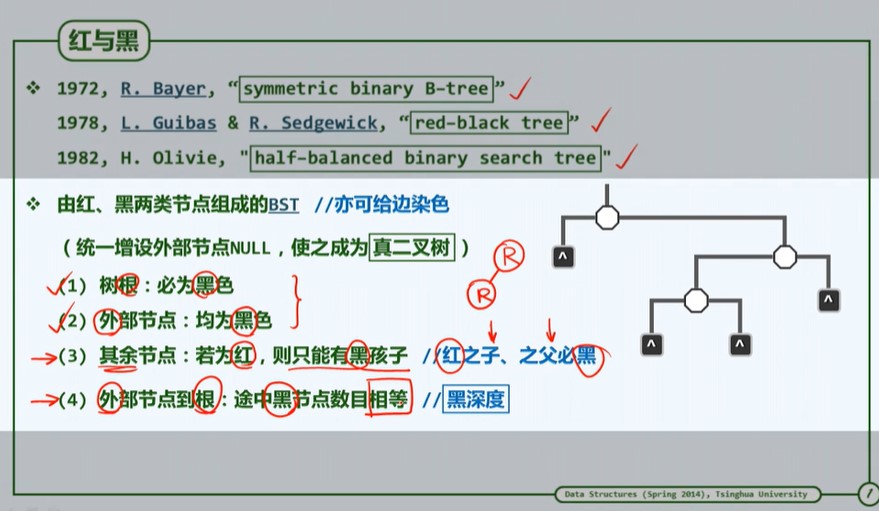 红与黑
❖ 1972, R. Bayer, “symmetric binary B-tree”
1978, L. Guibas & R. Sedgewick, “red-black tree”
1982, H. Olivie, "half-balanced binary search tree"
❖ 由红、黑两类节点组成的BST //亦可给边染色
（统一增设外部节点NULL，使之成为真二叉树）
(1) 树根：必为黑色
(2) 外部节点：均为黑色
(3) 其余节点：若为红，则只能有黑孩子 //红之子、之父必黑
(4) 外部节点到根：途中黑节点数目相等 //黑深度
R
R
^
^
^
^
Data Structures (Spring 2014), Tsinghua University